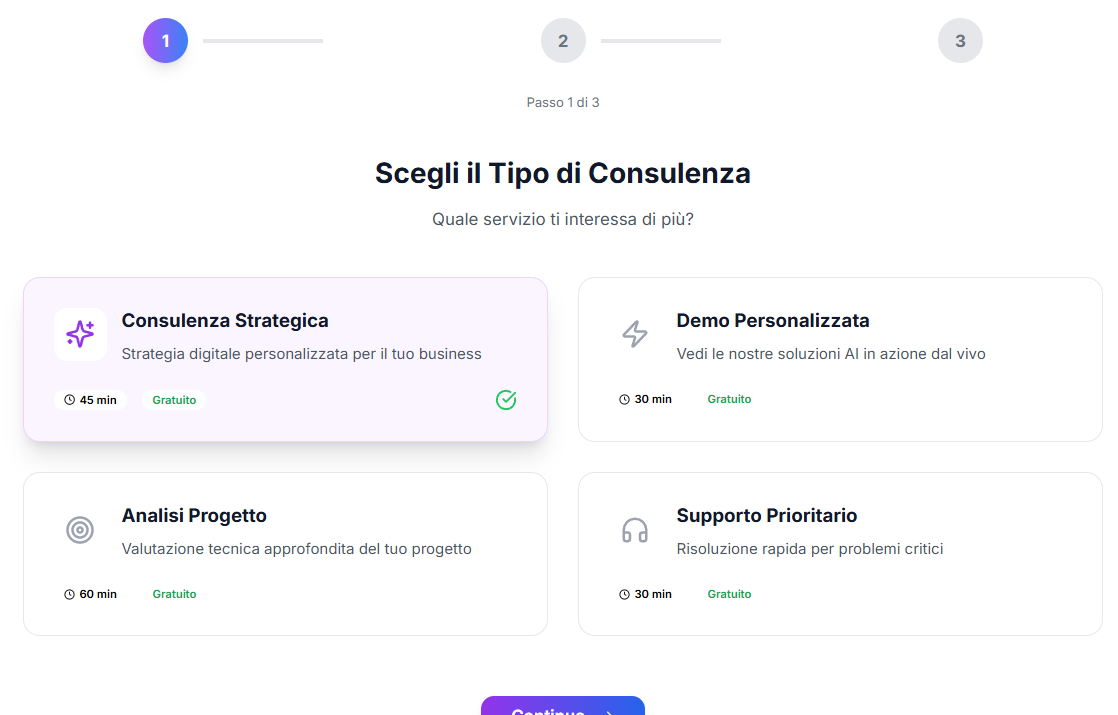 1
2
3
Passo 1 di 3
Scegli il Tipo di Consulenza
Quale servizio ti interessa di più?
Consulenza Strategica
Strategia digitale personalizzata per il tuo business
45 min
Gratuito
Demo Personalizzata
Vedi le nostre soluzioni AI in azione dal vivo
30 min
Gratuito
Analisi Progetto
Valutazione tecnica approfondita del tuo progetto
60 min
Gratuito
Supporto Prioritario
Risoluzione rapida per problemi critici
30 min
Gratuito